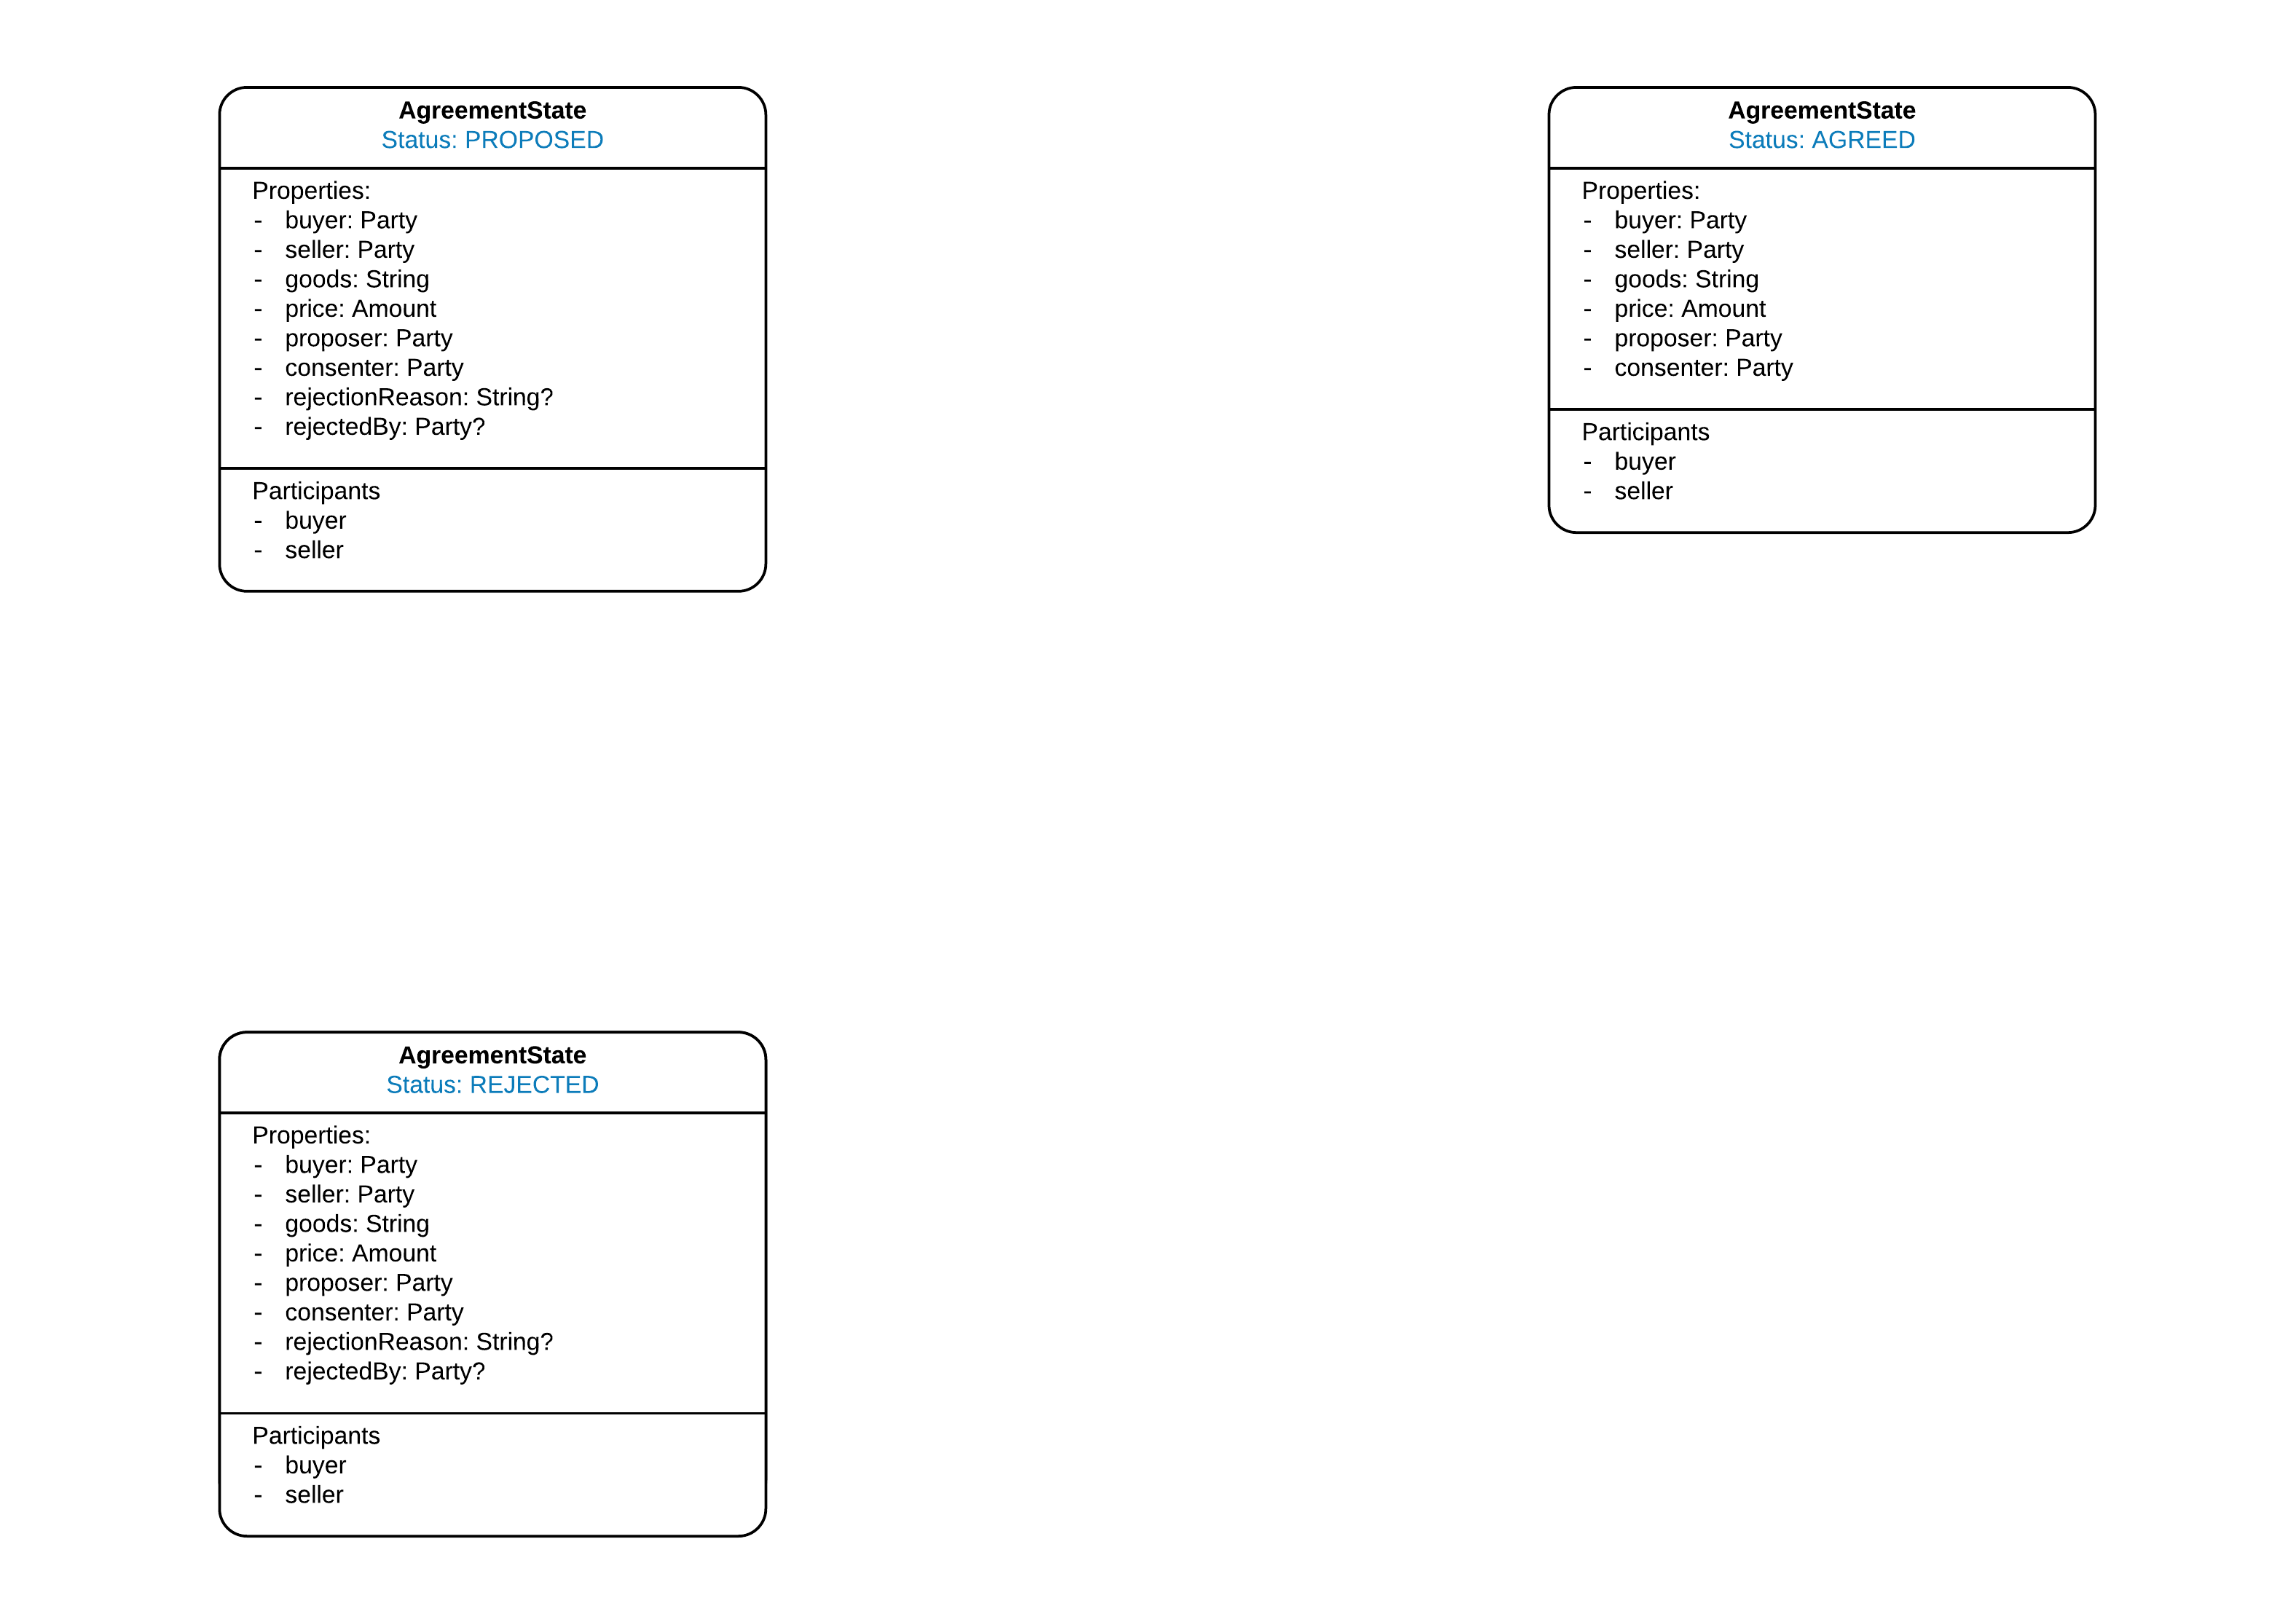 AgreementState
Status: PROPOSED
Properties:
- buyer: Party
- seller: Party
- goods: String
- price: Amount
- proposer: Party
- consenter: Party
- rejectionReason: String?
- rejectedBy: Party?
Participants
- buyer
- seller
AgreementState
Status: AGREED
Properties:
- buyer: Party
- seller: Party
- goods: String
- price: Amount
- proposer: Party
- consenter: Party
Participants
- buyer
- seller
AgreementState
Status: REJECTED
Properties:
- buyer: Party
- seller: Party
- goods: String
- price: Amount
- proposer: Party
- consenter: Party
- rejectionReason: String?
- rejectedBy: Party?
Participants
- buyer
- seller